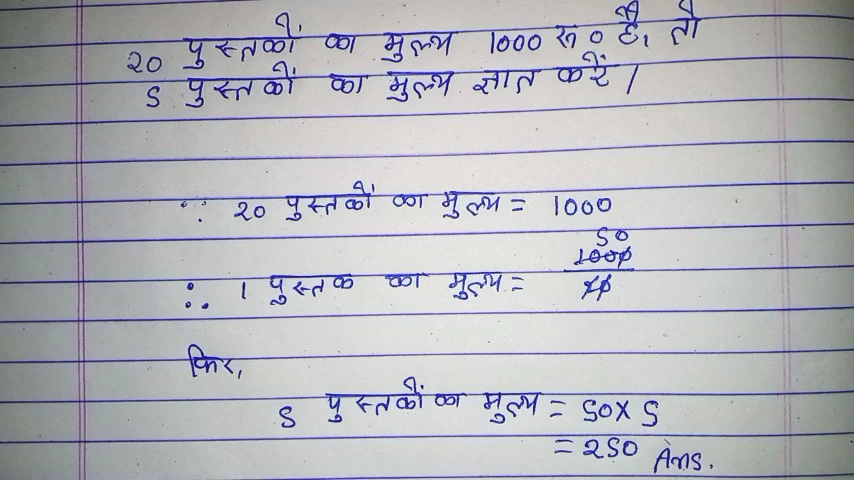 20 पुस्तकों का मुल्य 1000 रू० है, तो
5 पुस्तकों का मुल्य ज्ञात करें।
∵ 20 पुस्तकों का मुल्य = 1000
50
∴ 1 पुस्तक का मुल्य = 1000/20
फिर,
5 पुस्तकों का मुल्य = 50 x 5
= 250 Ans.